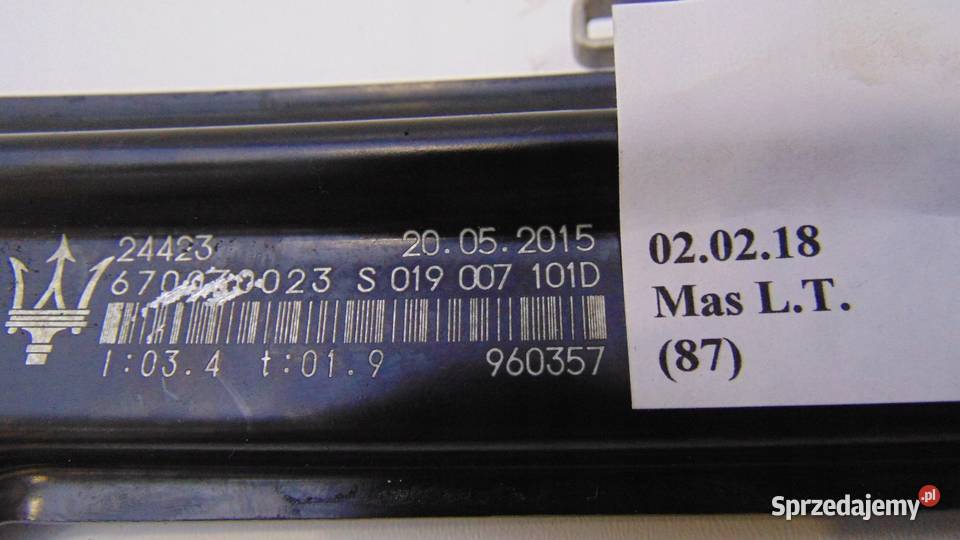 24423 20.05.2015
670030023 S 019 007 101D
I:03.4 t:01.9 960357
02.02.18
Mas L.T.
(87)
Sprzedajemy.pl